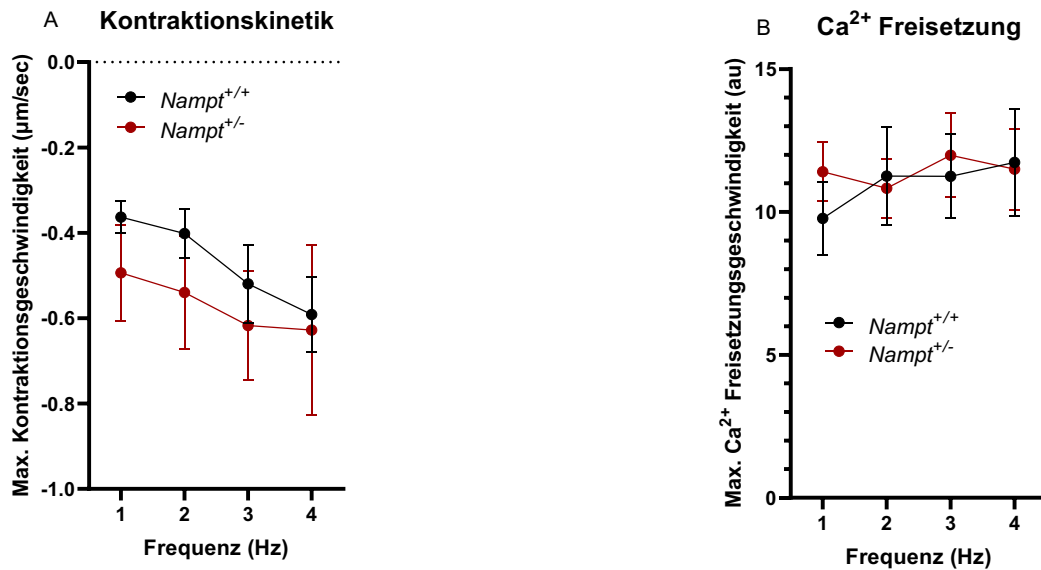 A
Kontraktionskinetik
Max. Kontraktionsgeschwindigkeit (µm/sec)
0.0
-0.2
-0.4
-0.6
-0.8
-1.0
Nampt+/+
Nampt+/-
1 2 3 4
Frequenz (Hz)
B
Ca2+ Freisetzung
Max. Ca2+ Freisetzungsgeschwindigkeit (au)
15
10
5
0
Nampt+/+
Nampt+/-
1 2 3 4
Frequenz (Hz)